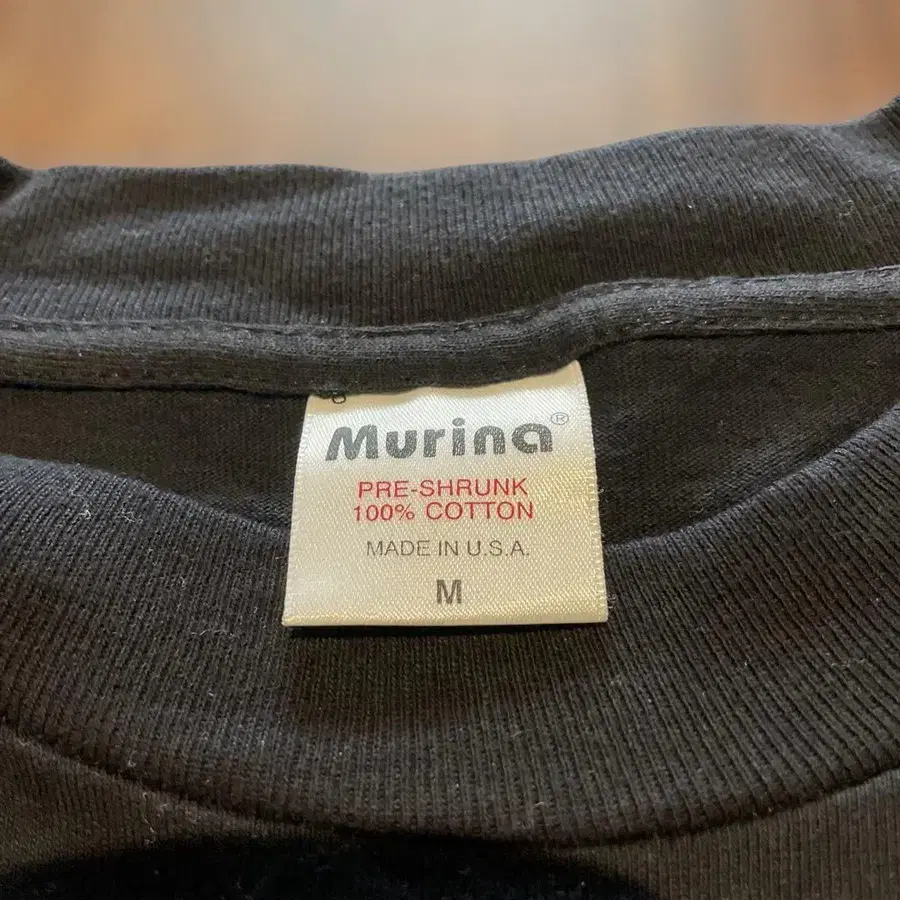 Murina®
PRE-SHRUNK
100% COTTON
MADE IN U.S.A.
M